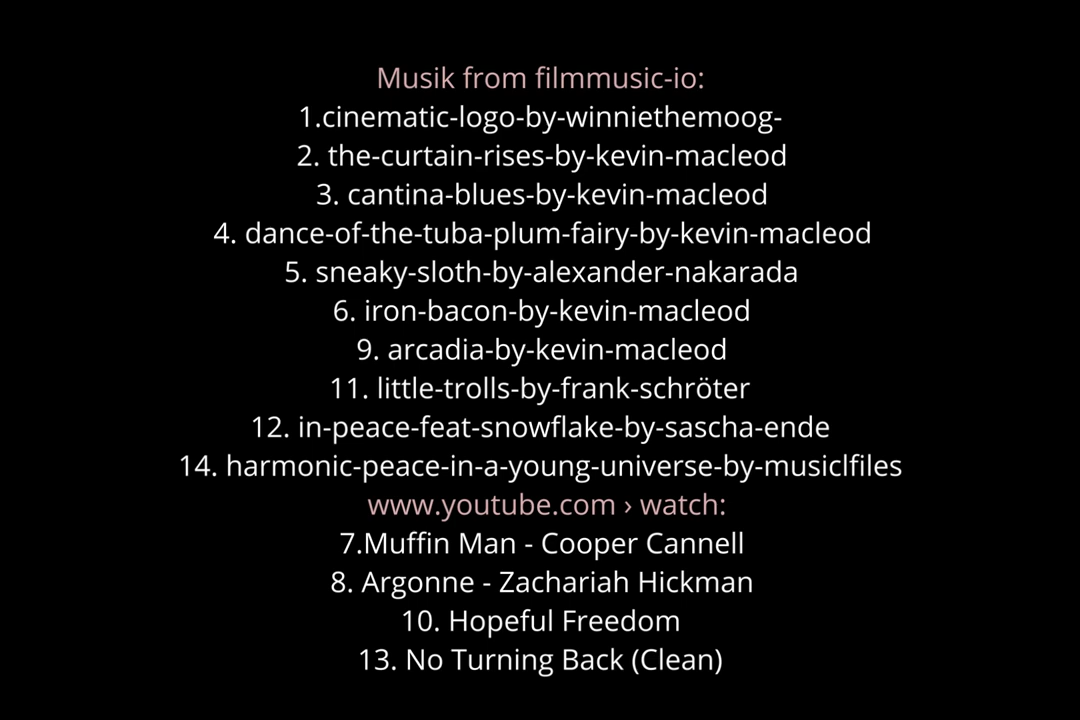 Musik from filmmusic-io:
1.cinematic-logo-by-winniethemoog-
2. the-curtain-rises-by-kevin-macleod
3. cantina-blues-by-kevin-macleod
4. dance-of-the-tuba-plum-fairy-by-kevin-macleod
5. sneaky-sloth-by-alexander-nakarada
6. iron-bacon-by-kevin-macleod
9. arcadia-by-kevin-macleod
11. little-trolls-by-frank-schröter
12. in-peace-feat-snowflake-by-sascha-ende
14. harmonic-peace-in-a-young-universe-by-musiclfiles
www.youtube.com › watch:
7.Muffin Man - Cooper Cannell
8. Argonne - Zachariah Hickman
10. Hopeful Freedom
13. No Turning Back (Clean)